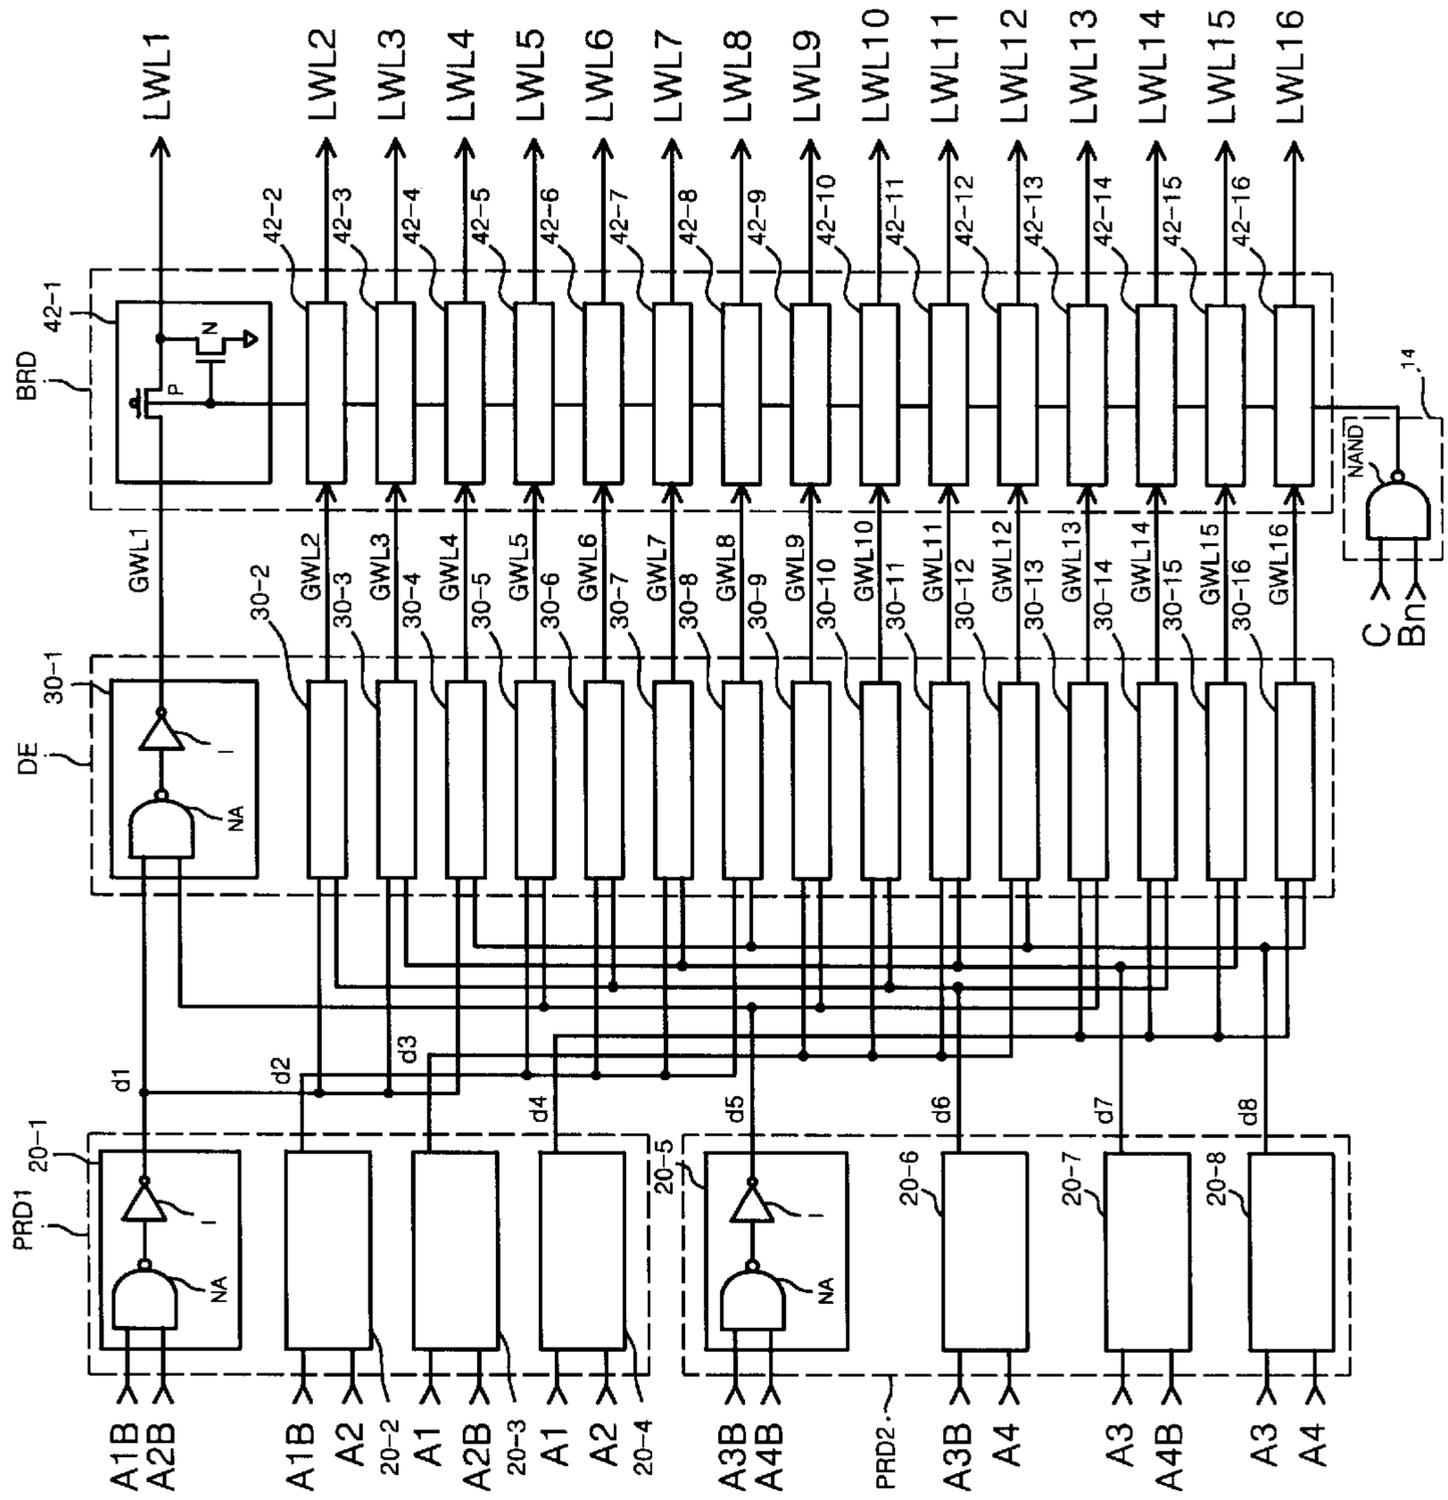 LWL1
LWL2
LWL3
LWL4
LWL5
LWL6
LWL7
LWL8
LWL9
LWL10
LWL11
LWL12
LWL13
LWL14
LWL15
LWL16
BRD
42-1
P
N
42-2
42-3
42-4
42-5
42-6
42-7
42-8
42-9
42-10
42-11
42-12
42-13
42-14
42-15
42-16
14
NAND
C
Bn
GWL1
GWL2
GWL3
GWL4
GWL5
GWL6
GWL7
GWL8
GWL9
GWL10
GWL11
GWL12
GWL13
GWL14
GWL15
GWL16
DE
30-1
I
NA
30-2
30-3
30-4
30-5
30-6
30-7
30-8
30-9
30-10
30-11
30-12
30-13
30-14
30-15
30-16
d1
d2
d3
d4
d5
d6
d7
d8
PRD1
20-1
I
NA
20-5
I
NA
20-6
20-7
20-8
A1B
A2B
A1B
A2
20-2
A1
A2B
20-3
A1
A2
20-4
A3B
A4B
PRD2
A3B
A4
A3
A4B
A3
A4